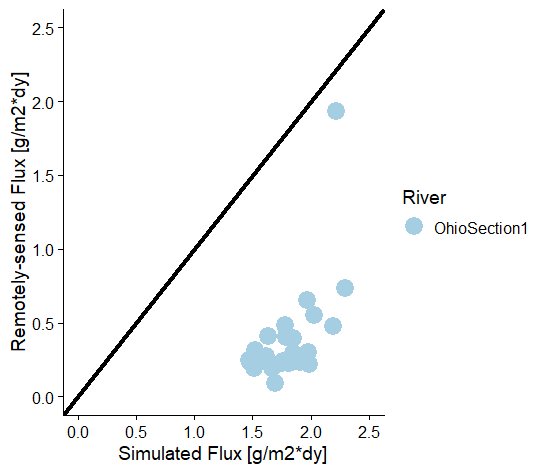 Remotely-sensed Flux [g/m2*dy]
2.5
2.0
1.5
1.0
0.5
0.0
0.0 0.5 1.0 1.5 2.0 2.5
Simulated Flux [g/m2*dy]
River
OhioSection1